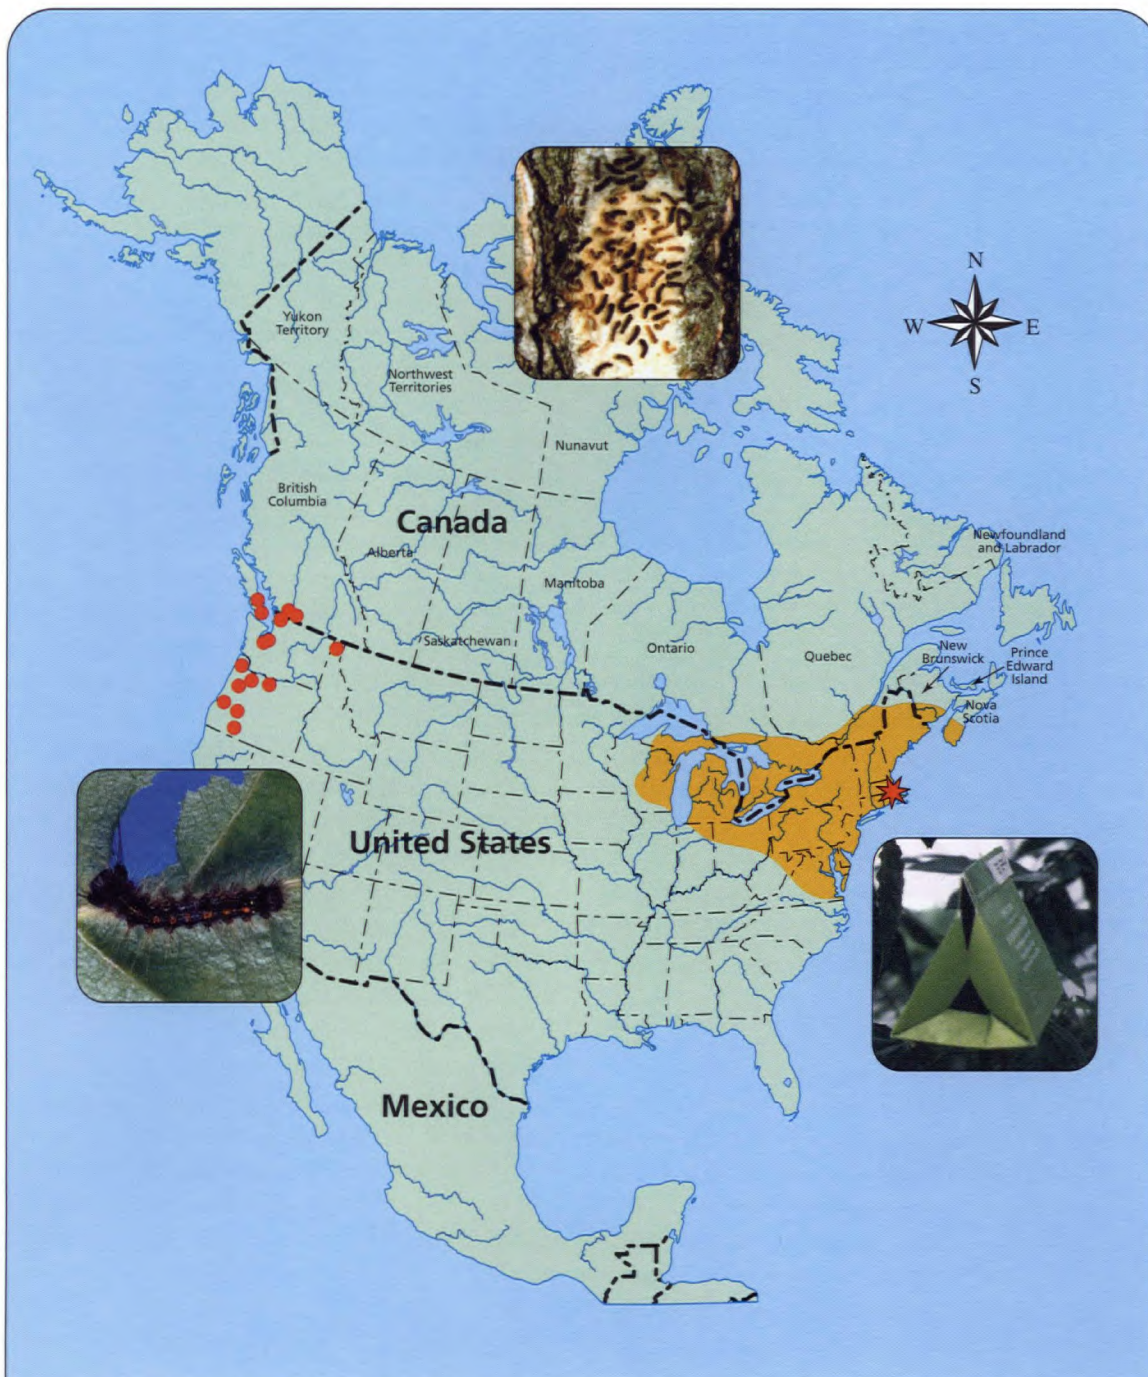 N
W
E
S
Yukon
Territory
Northwest
Territories
Nunavut
British
Columbia
Canada
Alberta
Newfoundland
and Labrador
Manitoba
Saskatchewan
Ontario
Quebec
New
Brunswick
Prince
Edward
Island
Nova
Scotia
United States
Mexico